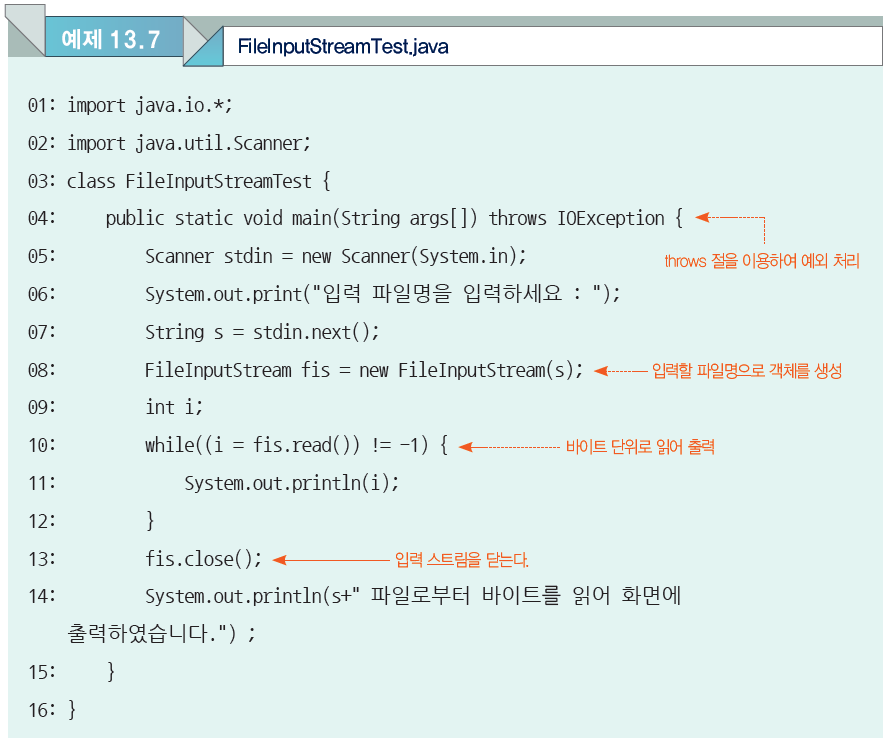 예제 13.7
FileInputStreamTest.java
01: import java.io.*;
02: import java.util.Scanner;
03: class FileInputStreamTest {
04:     public static void main(String args[]) throws IOException {
throws 절을 이용하여 예외 처리
05:         Scanner stdin = new Scanner(System.in);
06:         System.out.print("입력 파일명을 입력하세요 : ");
07:         String s = stdin.next();
08:         FileInputStream fis = new FileInputStream(s); 입력할 파일명으로 객체를 생성
09:         int i;
10:         while((i = fis.read()) != -1) { 바이트 단위로 읽어 출력
11:             System.out.println(i);
12:         }
13:         fis.close(); 입력 스트림을 닫는다.
14:         System.out.println(s+" 파일로부터 바이트를 읽어 화면에
출력하였습니다.") ;
15:     }
16: }